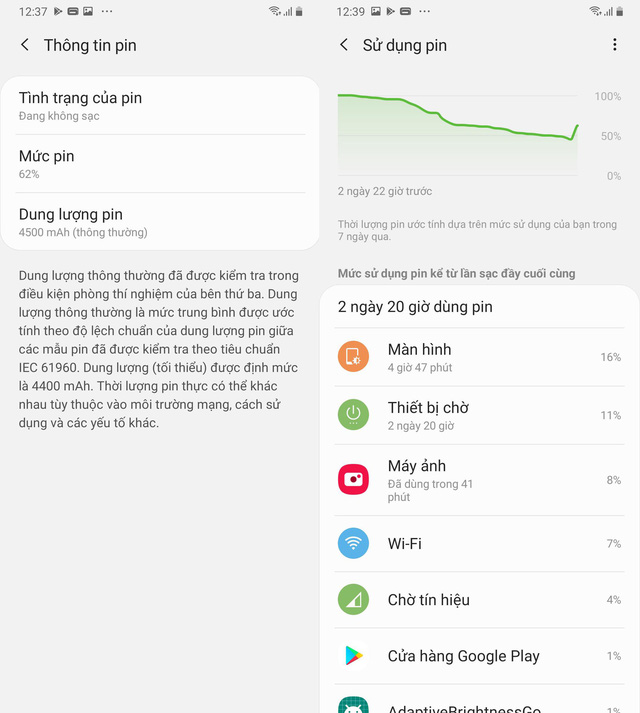 12:37
Thông tin pin
Tình trạng của pin
Đang không sạc
Mức pin
62%
Dung lượng pin
4500 mAh (thông thường)
Dung lượng thông thường đã được kiểm tra trong
điều kiện phòng thí nghiệm của bên thứ ba. Dung
lượng thông thường là mức trung bình được ước
tính theo độ lệch chuẩn của dung lượng pin giữa
các mẫu pin đã được kiểm tra theo tiêu chuẩn
IEC 61960. Dung lượng (tối thiểu) được định mức
là 4400 mAh. Thời lượng pin thực có thể khác
nhau tùy thuộc vào môi trường mạng, cách sử
dụng và các yếu tố khác.
12:39
Sử dụng pin
100%
50%
0%
2 ngày 22 giờ trước
Thời lượng pin ước tính dựa trên mức sử dụng của bạn trong
7 ngày qua.
Mức sử dụng pin kể từ lần sạc đầy cuối cùng
2 ngày 20 giờ dùng pin
Màn hình
4 giờ 47 phút
16%
Thiết bị chờ
2 ngày 20 giờ
11%
Máy ảnh
Đã dùng trong 41
phút
8%
Wi-Fi
7%
Chờ tín hiệu
4%
Cửa hàng Google Play
1%
AdaptiveBrightnessGo
1%